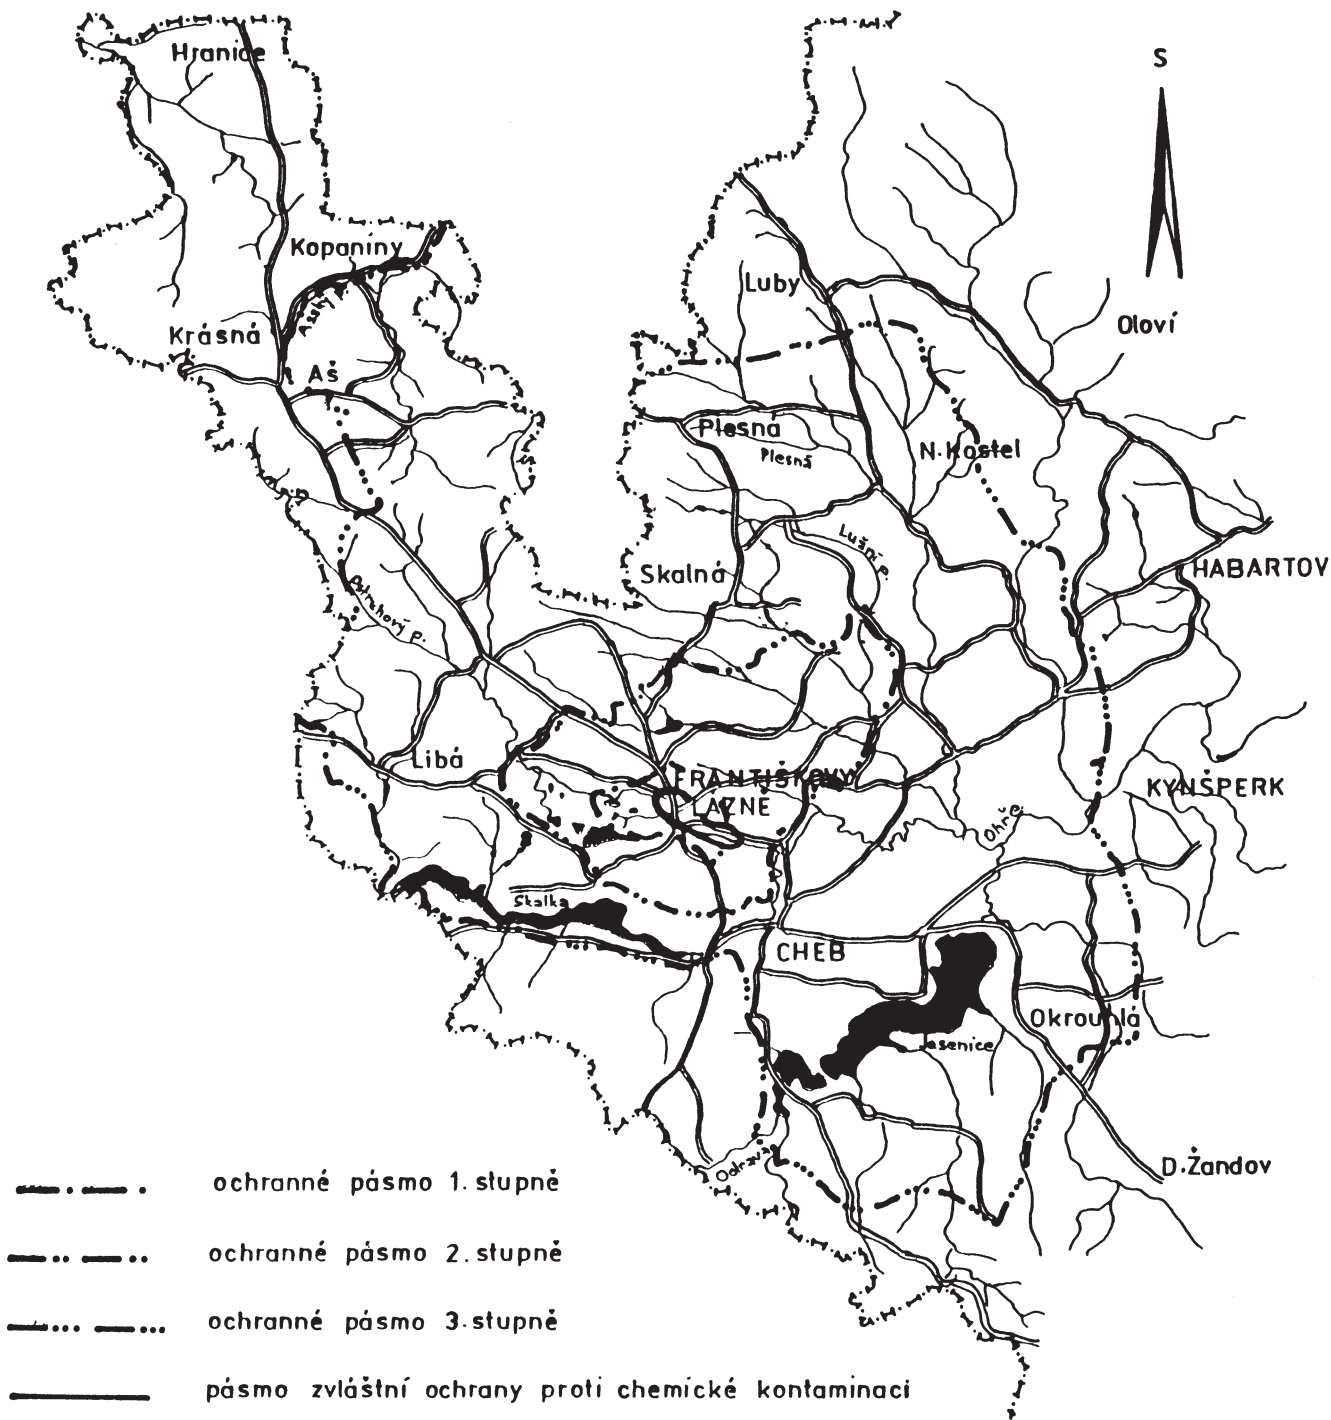 S
Hranice
Kopaniny
Luby
Oloví
Ašský p.
Krásná
Aš
Plesná
Plesná
N. Kostel
Lužní p.
Skalná
HABARTOV
p.
Libá
FRANTIŠKOVY
LÁZNE
KYNŠPERK
Ohře
Skalka
CHEB
Okrouhlá
Jesenice
Odrava
D. Žandov
ochranné pásmo 1. stupně
ochranné pásmo 2. stupně
ochranné pásmo 3. stupně
pásmo zvláštní ochrany proti chemické kontaminaci